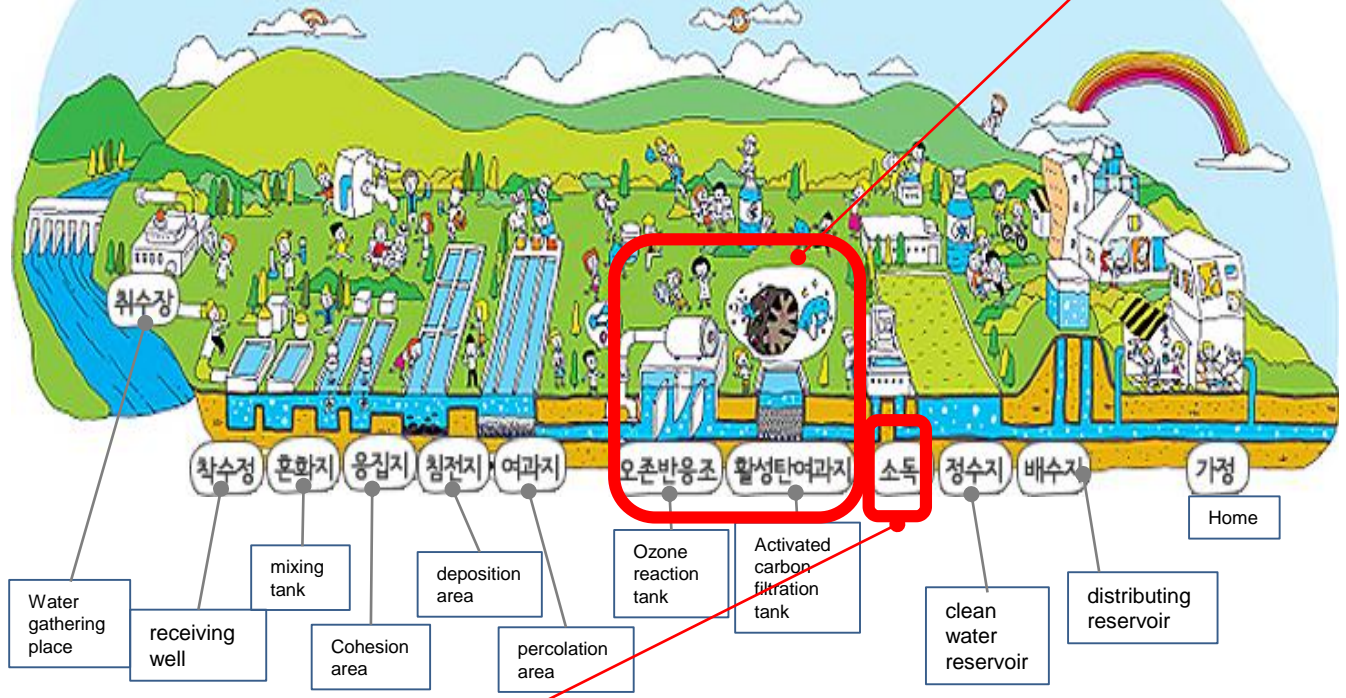 취수장
착수정
혼화지
응집지
침전지
여과지
오존반응조
활성탄여과지
소독
정수지
배수지
가정
Home
Water
gathering
place
receiving
well
mixing
tank
Cohesion
area
deposition
area
percolation
area
Ozone
reaction
tank
Activated
carbon
filtration
tank
clean
water
reservoir
distributing
reservoir